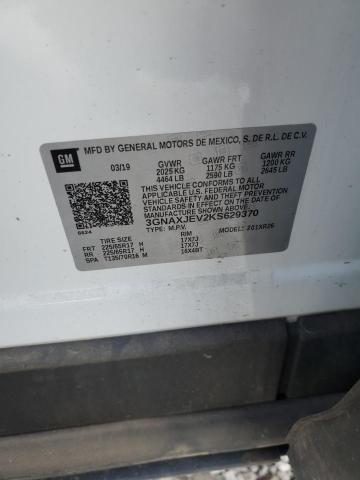 GM
MFD BY GENERAL MOTORS DE MEXICO, S. DE R.L. DE C.V.
03/19 GVWR GAWR FRT GAWR RR
2025 KG 1175 KG 1200 KG
4464 LB 2590 LB 2645 LB
THIS VEHICLE CONFORMS TO ALL
APPLICABLE U.S. FEDERAL MOTOR
VEHICLE SAFETY AND THEFT PREVENTION
STANDARDS IN EFFECT ON THE DATE OF
MANUFACTURE SHOWN ABOVE.
3GNAXJEV2KS629370
TYPE: M.P.V. MODEL: 201XR26
6624
TIRE SIZE RIM
FRT 225/65R17 H 17X7J
RR 225/65R17 H 17X7J
SPA T135/70R16 M 16X4BT